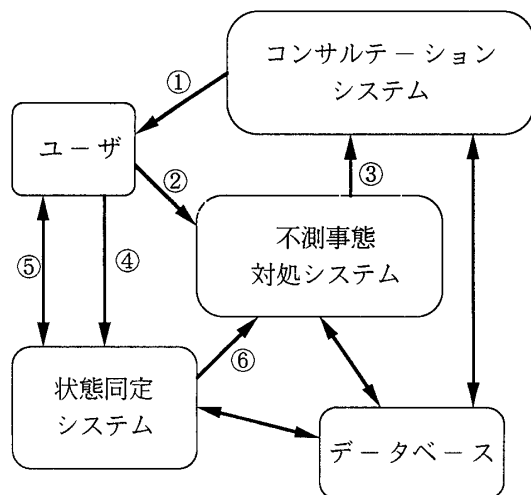 コンサルテーション
システム
①
ユーザ
②
③
不測事態
対処システム
⑤
④
⑥
状態同定
システム
データベース